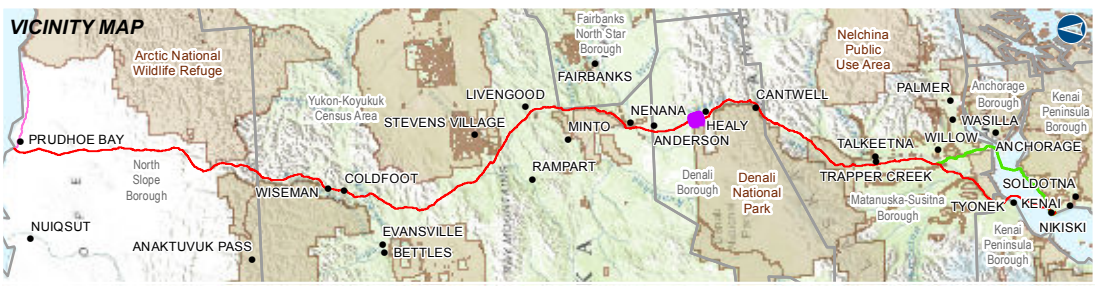 VICINITY MAP
Arctic National
Wildlife Refuge
Fairbanks
North Star
Borough
FAIRBANKS
Nelchina
Public
Use Area
PALMER
Anchorage
Borough
Kenai
Peninsula
Borough
WASILLA
ANCHORAGE
WILLOW
LIVENGOOD
Yukon-Koyukuk
Census Area
STEVENS VILLAGE
MINTO
NENANA
ANDERSON
HEALY
CANTWELL
TALKEETNA
TRAPPER CREEK
PRUDHOE BAY
North
Slope
Borough
WISEMAN
COLDFOOT
RAMPART
Denali
Borough
Denali
National
Park
Matanuska-Susitna
Borough
SOLDOTNA
TYONEK
KENAI
NIKISKI
Kenai
Peninsula
Borough
NUIQSUT
ANAKTUVUK PASS
EVANSVILLE
BETTLES
K A